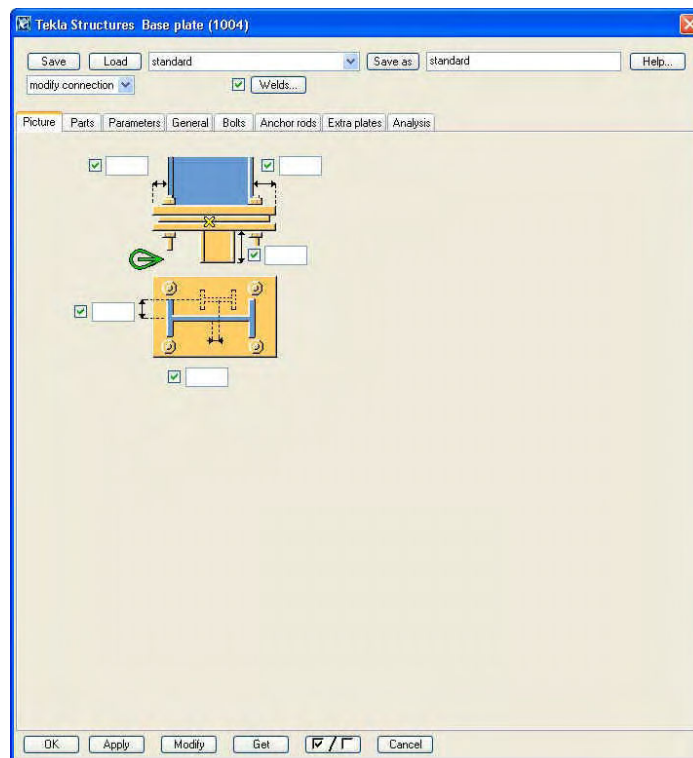 Tekla Structures Base plate (1004)
Save Load standard Save as standard Help...
modify connection Welds...
Picture Parts Parameters General Bolts Anchor rods Extra plates Analysis
OK Apply Modify Get / Cancel